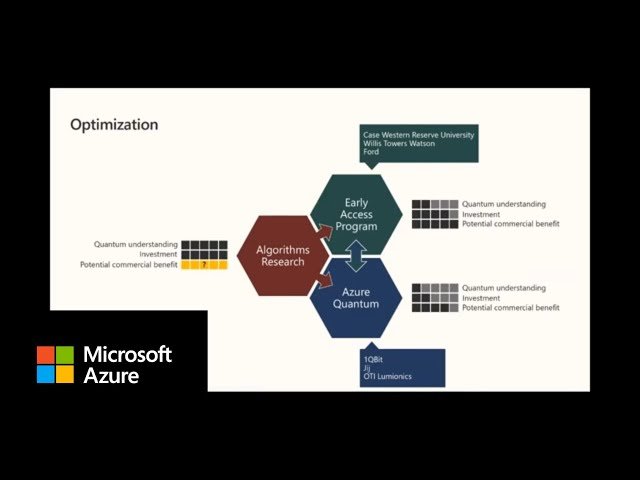 Optimization
Case Western Reserve University
Willis Towers Watson
Ford
Early
Access
Program
Quantum understanding
Investment
Potential commercial benefit
Quantum understanding
Investment
Potential commercial benefit
?
Algorithms
Research
Azure
Quantum
Quantum understanding
Investment
Potential commercial benefit
1QBit
Jij
OTI Lumionics
Microsoft
Azure